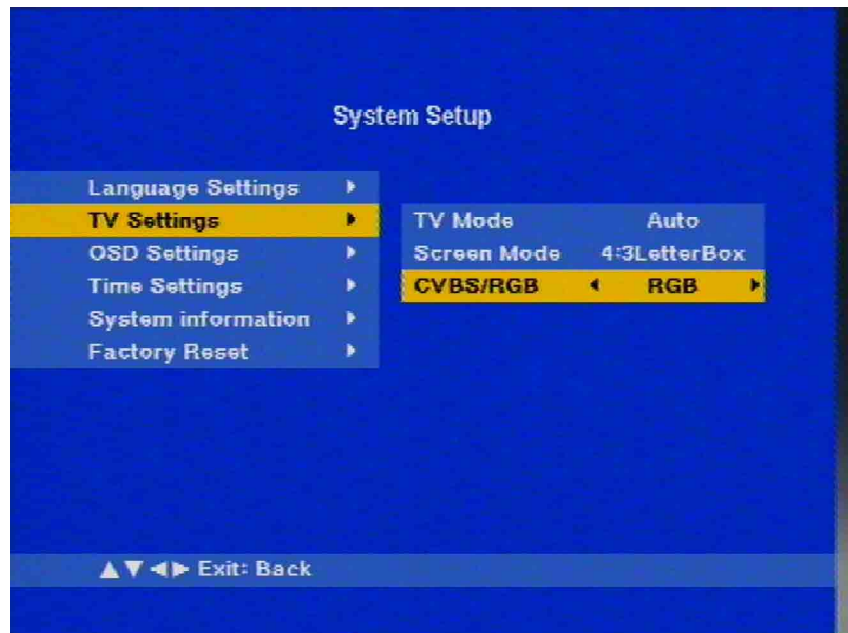 System Setup
Language Settings
TV Settings
OSD Settings
Time Settings
System information
Factory Reset
TV Mode Auto
Screen Mode 4:3LetterBox
CVBS/RGB RGB
Exit: Back